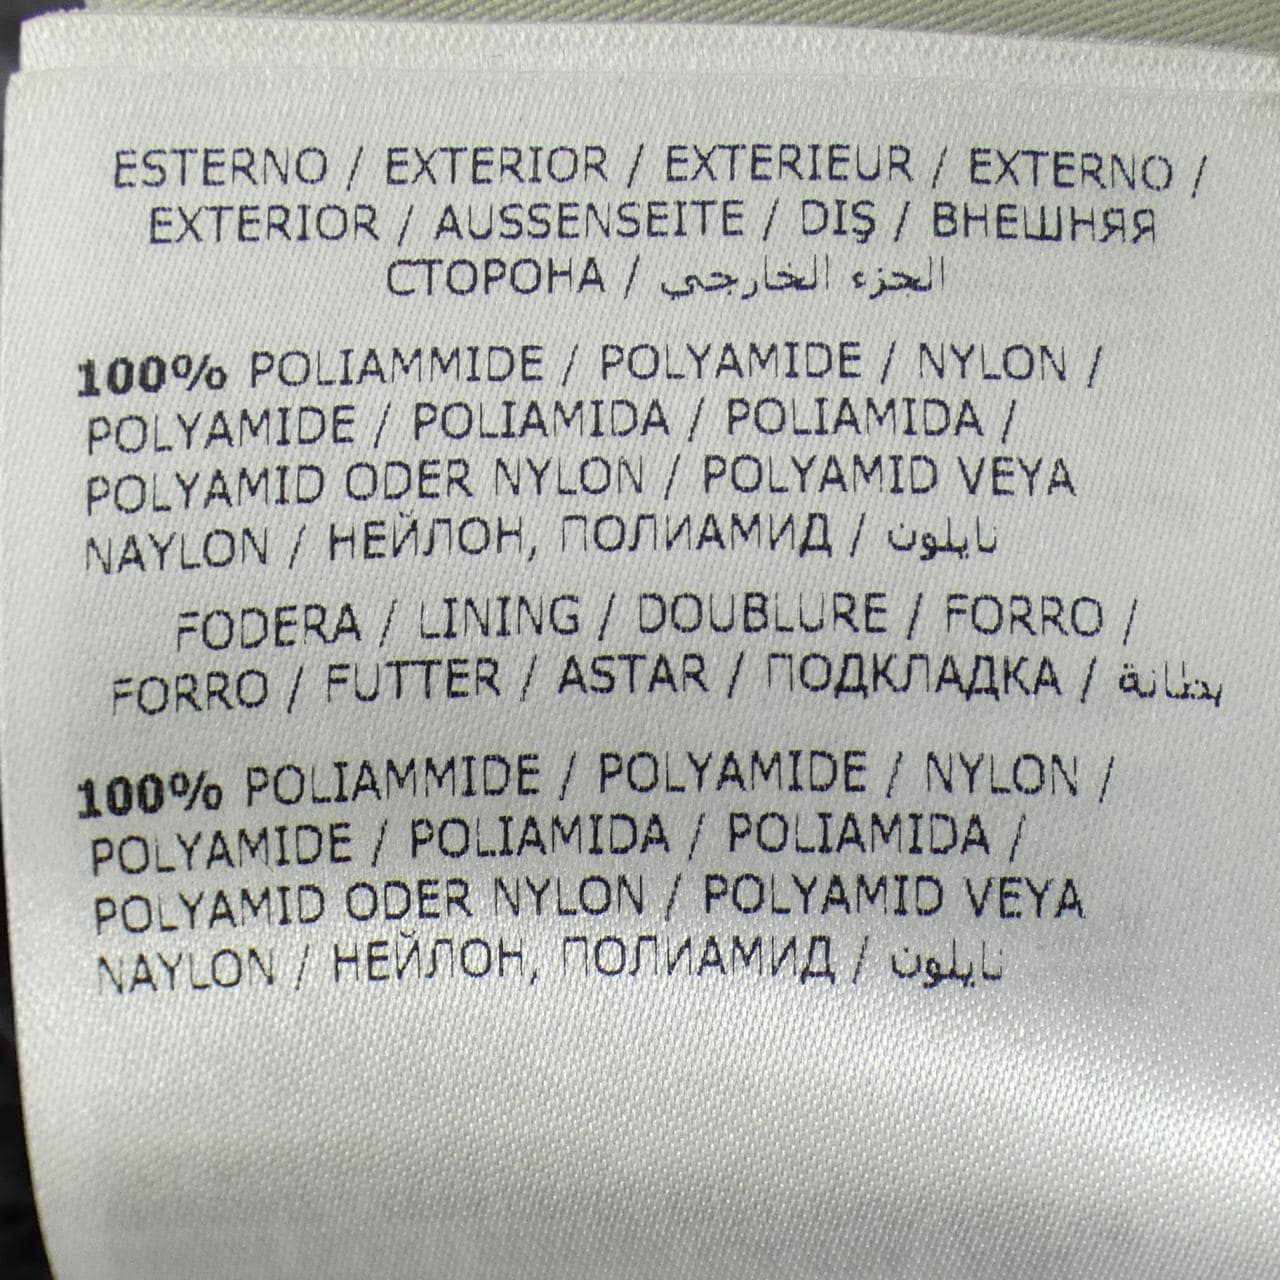 ESTERNO / EXTERIOR / EXTERIEUR / EXTERNO /
EXTERIOR / AUSSENSEITE / DIŞ / ВНЕШНЯЯ
СТОРОНА / الجزء الخارجي
100% POLIAMMIDE / POLYAMIDE / NYLON /
POLYAMIDE / POLIAMIDA / POLIAMIDA /
POLYAMID ODER NYLON / POLYAMID VEYA
NAYLON / НЕЙЛОН, ПОЛИАМИД / نايلون
FODERA / LINING / DOUBLURE / FORRO /
FORRO / FUTTER / ASTAR / ПОДКЛАДКА / بطانة
100% POLIAMMIDE / POLYAMIDE / NYLON /
POLYAMIDE / POLIAMIDA / POLIAMIDA /
POLYAMID ODER NYLON / POLYAMID VEYA
NAYLON / НЕЙЛОН, ПОЛИАМИД / نايلون